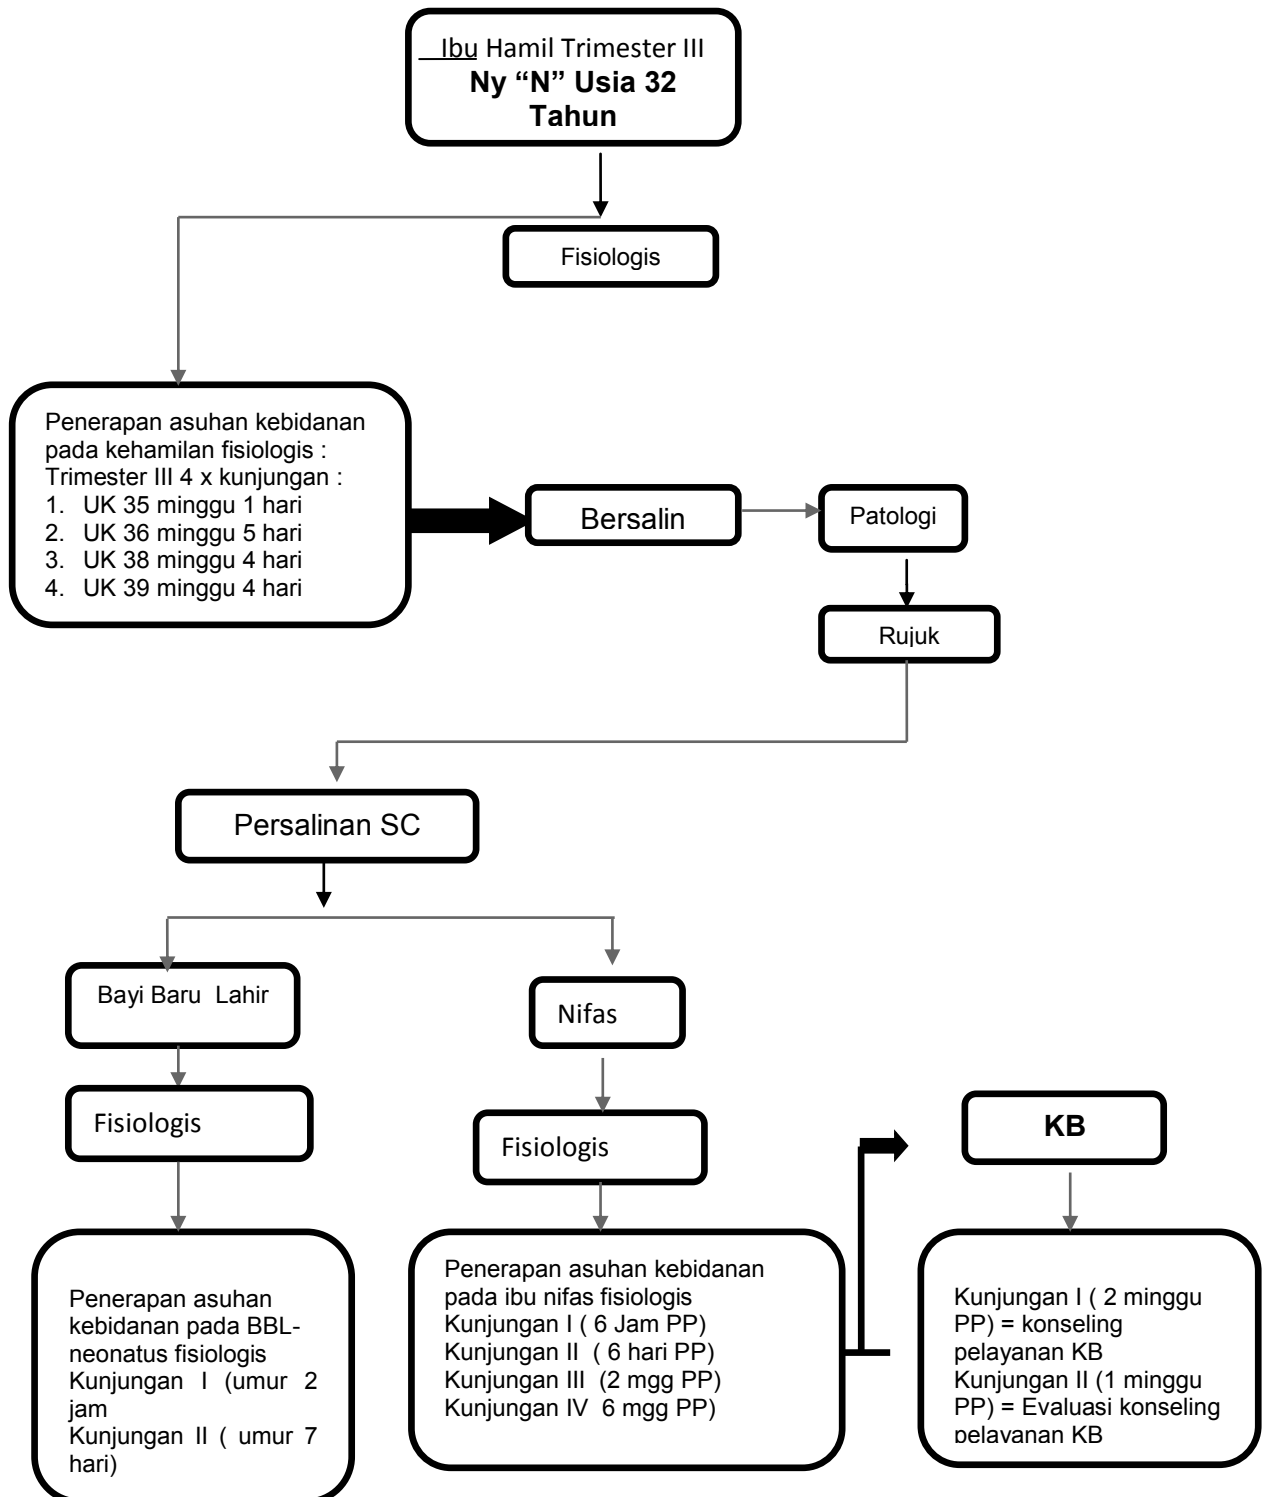 Ibu Hamil Trimester III
Ny “N” Usia 32
Tahun
Fisiologis
Penerapan asuhan kebidanan
pada kehamilan fisiologis :
Trimester III 4 x kunjungan :
1. UK 35 minggu 1 hari
2. UK 36 minggu 5 hari
3. UK 38 minggu 4 hari
4. UK 39 minggu 4 hari
Bersalin
Patologi
Rujuk
Persalinan SC
Bayi Baru Lahir
Nifas
Fisiologis
Fisiologis
KB
Penerapan asuhan
kebidanan pada BBL-
neonatus fisiologis
Kunjungan I (umur 2
jam
Kunjungan II ( umur 7
hari)
Penerapan asuhan kebidanan
pada ibu nifas fisiologis
Kunjungan I ( 6 Jam PP)
Kunjungan II ( 6 hari PP)
Kunjungan III (2 mgg PP)
Kunjungan IV 6 mgg PP)
Kunjungan I ( 2 minggu
PP) = konseling
pelayanan KB
Kunjungan II (1 minggu
PP) = Evaluasi konseling
pelayanan KB